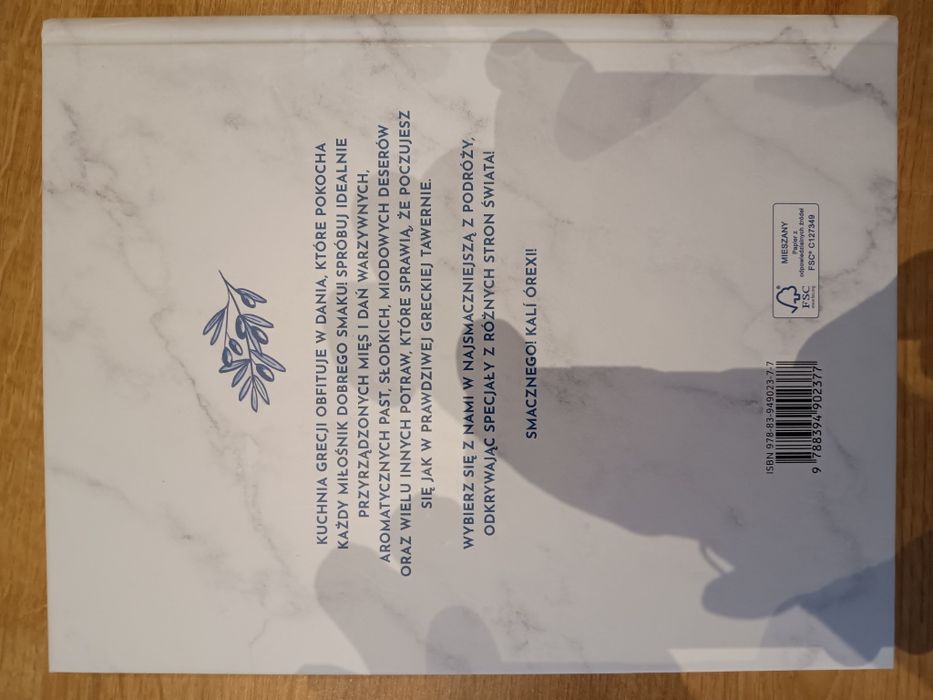 KUCHNIA GRECJI OBFITUJE W DANIA, KTÓRE POKOCHA
KAŻDY MIŁOŚNIK DOBREGO SMAKU! SPRÓBUJ IDEALNIE
PRZYRZĄDZONYCH MIĘS I DAŃ WARZYWNYCH,
AROMATYCZNYCH PAST, SŁODKICH, MIODOWYCH DESERÓW
ORAZ WIELU INNYCH POTRAW, KTÓRE SPRAWIĄ, ŻE POCZUJESZ
SIĘ JAK W PRAWDZIWEJ GRECKIEJ TAWERNIE.
WYBIERZ SIĘ Z NAMI W NAJSMACZNIEJSZĄ Z PODRÓŻY,
ODKRYWAJĄC SPECJAŁY Z RÓŻNYCH STRON ŚWIATA!
SMACZNEGO! KALÍ ÓREXI!
ISBN 978-83-949023-7-7
9 788394 902377
FSC
www.fsc.org
MIESZANY
Papier z
odpowiedzialnych źródeł
FSC® C127349